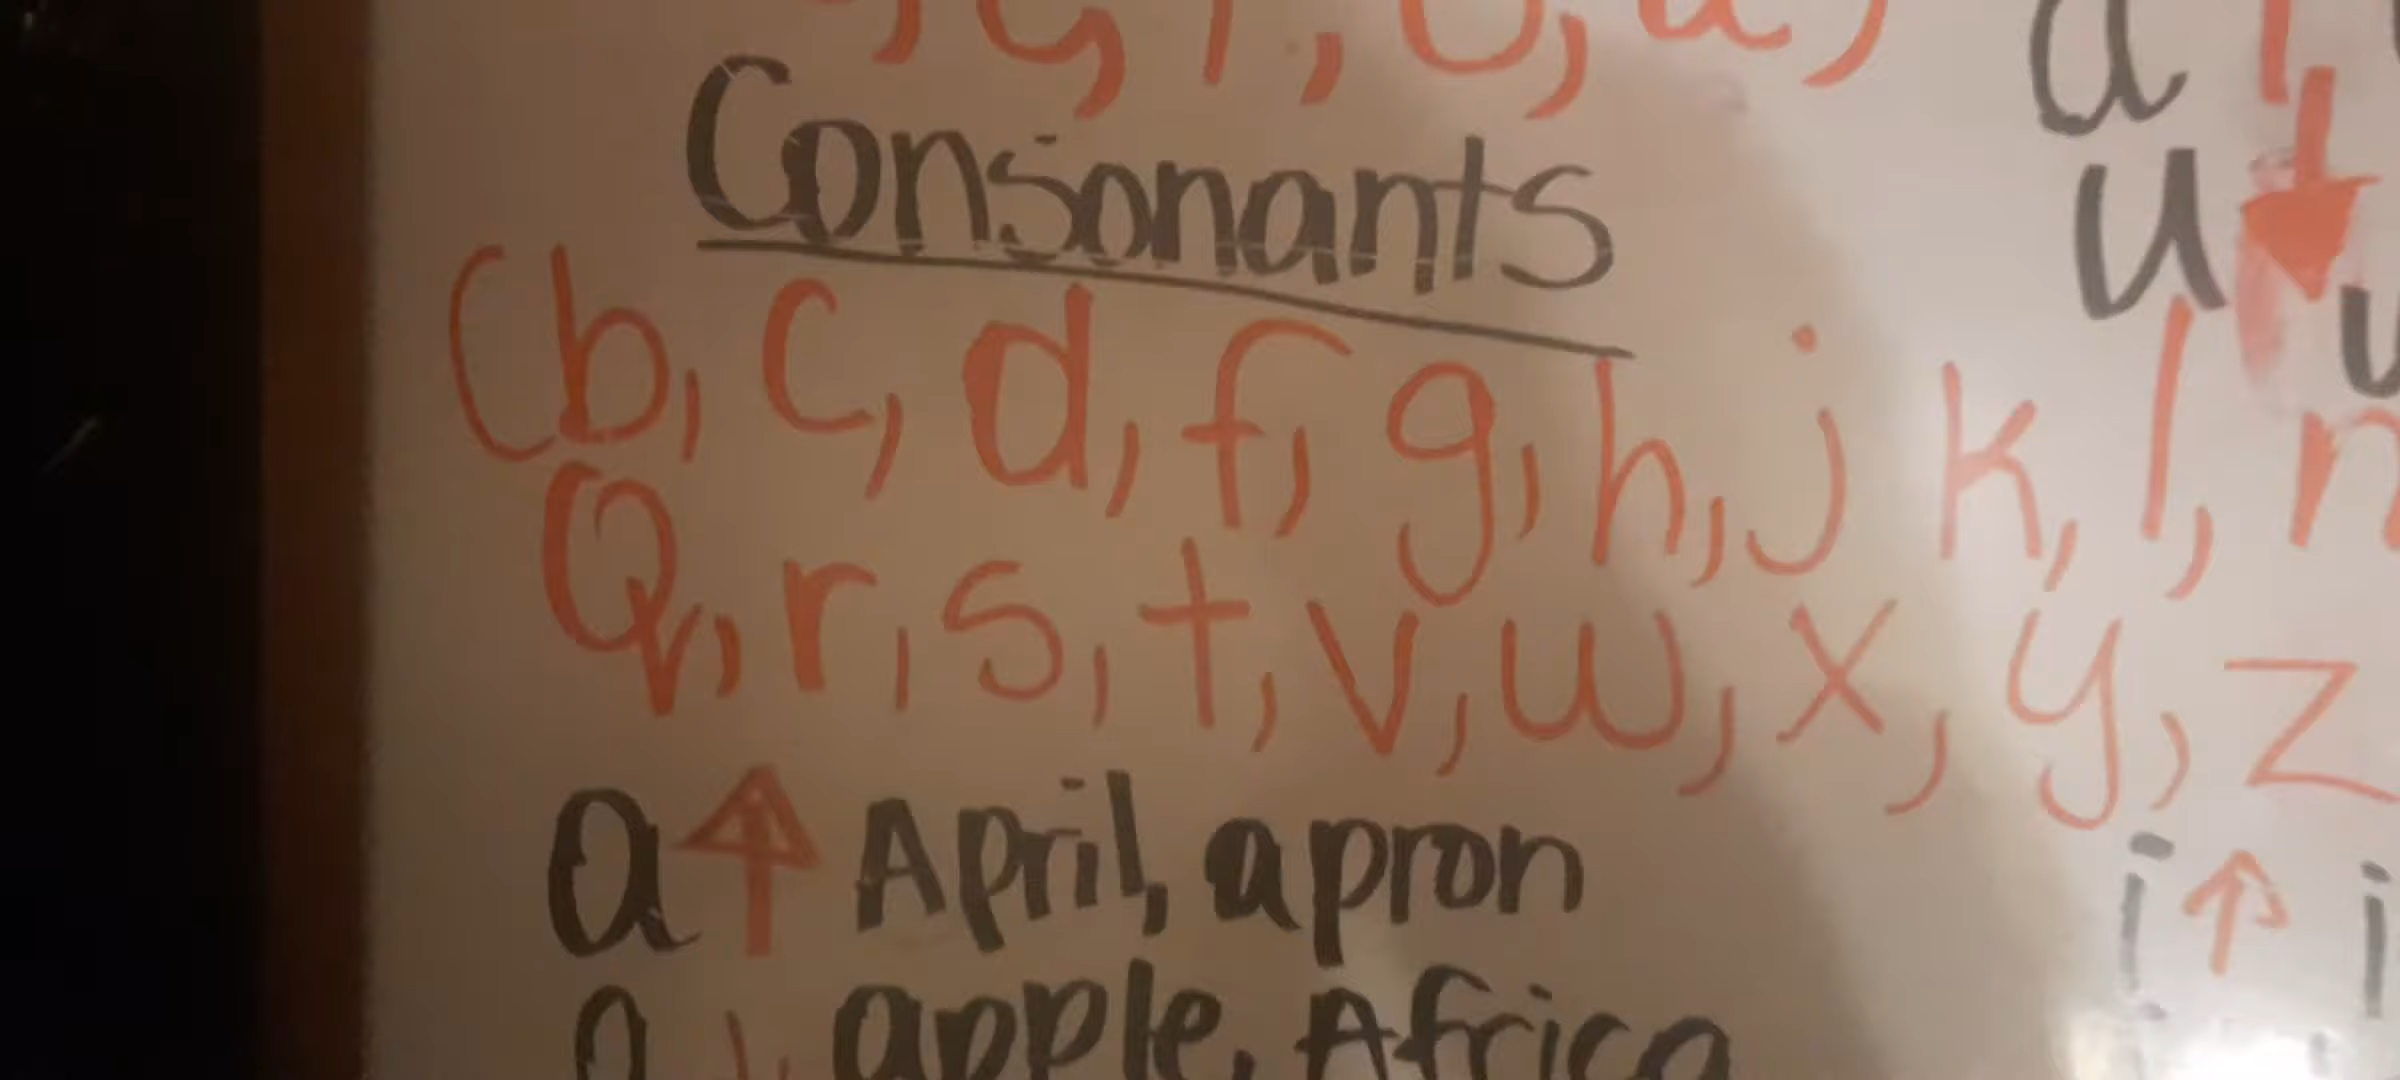 Consonants
(b, c, d, f, g, h, j k, l,
Q, r, s, t, v, w, x, y, z
a ↑ April, apron
apple, Africa
u
i ↑ i